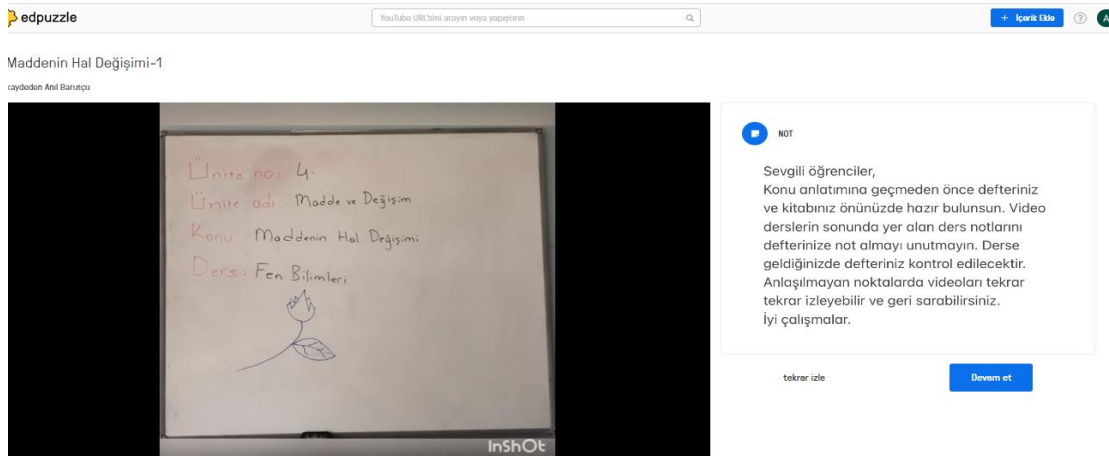 edpuzzle
YouTube URL'sini arayın veya yapıştırın
+ İçerik Ekle
?
A
Maddenin Hal Değişimi-1
kaydeden Anıl Barutçu
Ünite no: 4.
Ünite adı: Madde ve Değişim
Konu: Maddenin Hal Değişimi
Ders: Fen Bilimleri
InShOt
NOT
Sevgili öğrenciler,
Konu anlatımına geçmeden önce defteriniz
ve kitabınız önünüzde hazır bulunsun. Video
derslerin sonunda yer alan ders notlarını
defterinize not almayı unutmayın. Derse
geldiğinizde defteriniz kontrol edilecektir.
Anlaşılmayan noktalarda videoları tekrar
tekrar izleyebilir ve geri sarabilirsiniz.
İyi çalışmalar.
tekrar izle
Devam et